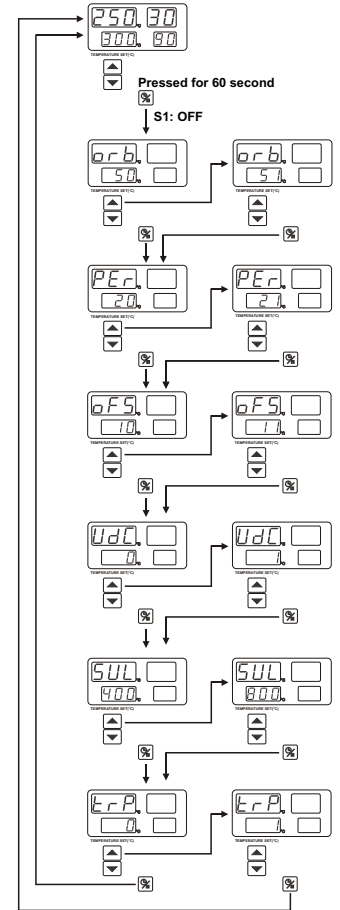 250 30
300 90
TEMPERATURE SET(°C)
Pressed for 60 second
%
S1: OFF
orb orb
50 51
TEMPERATURE SET(°C) TEMPERATURE SET(°C)
% %
PEr PEr
20 21
TEMPERATURE SET(°C) TEMPERATURE SET(°C)
% %
oFS oFS
10 11
TEMPERATURE SET(°C) TEMPERATURE SET(°C)
% %
UdC UdC
0 1
TEMPERATURE SET(°C) TEMPERATURE SET(°C)
% %
SUL SUL
400 800
TEMPERATURE SET(°C) TEMPERATURE SET(°C)
% %
trP trP
0 1
TEMPERATURE SET(°C) TEMPERATURE SET(°C)
% %